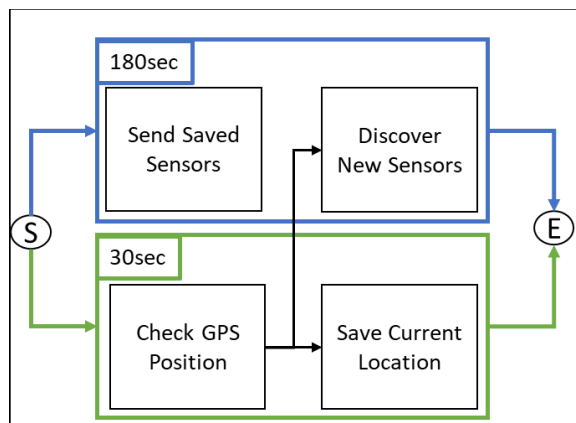 180sec
Send Saved
Sensors
Discover
New Sensors
S
E
30sec
Check GPS
Position
Save Current
Location